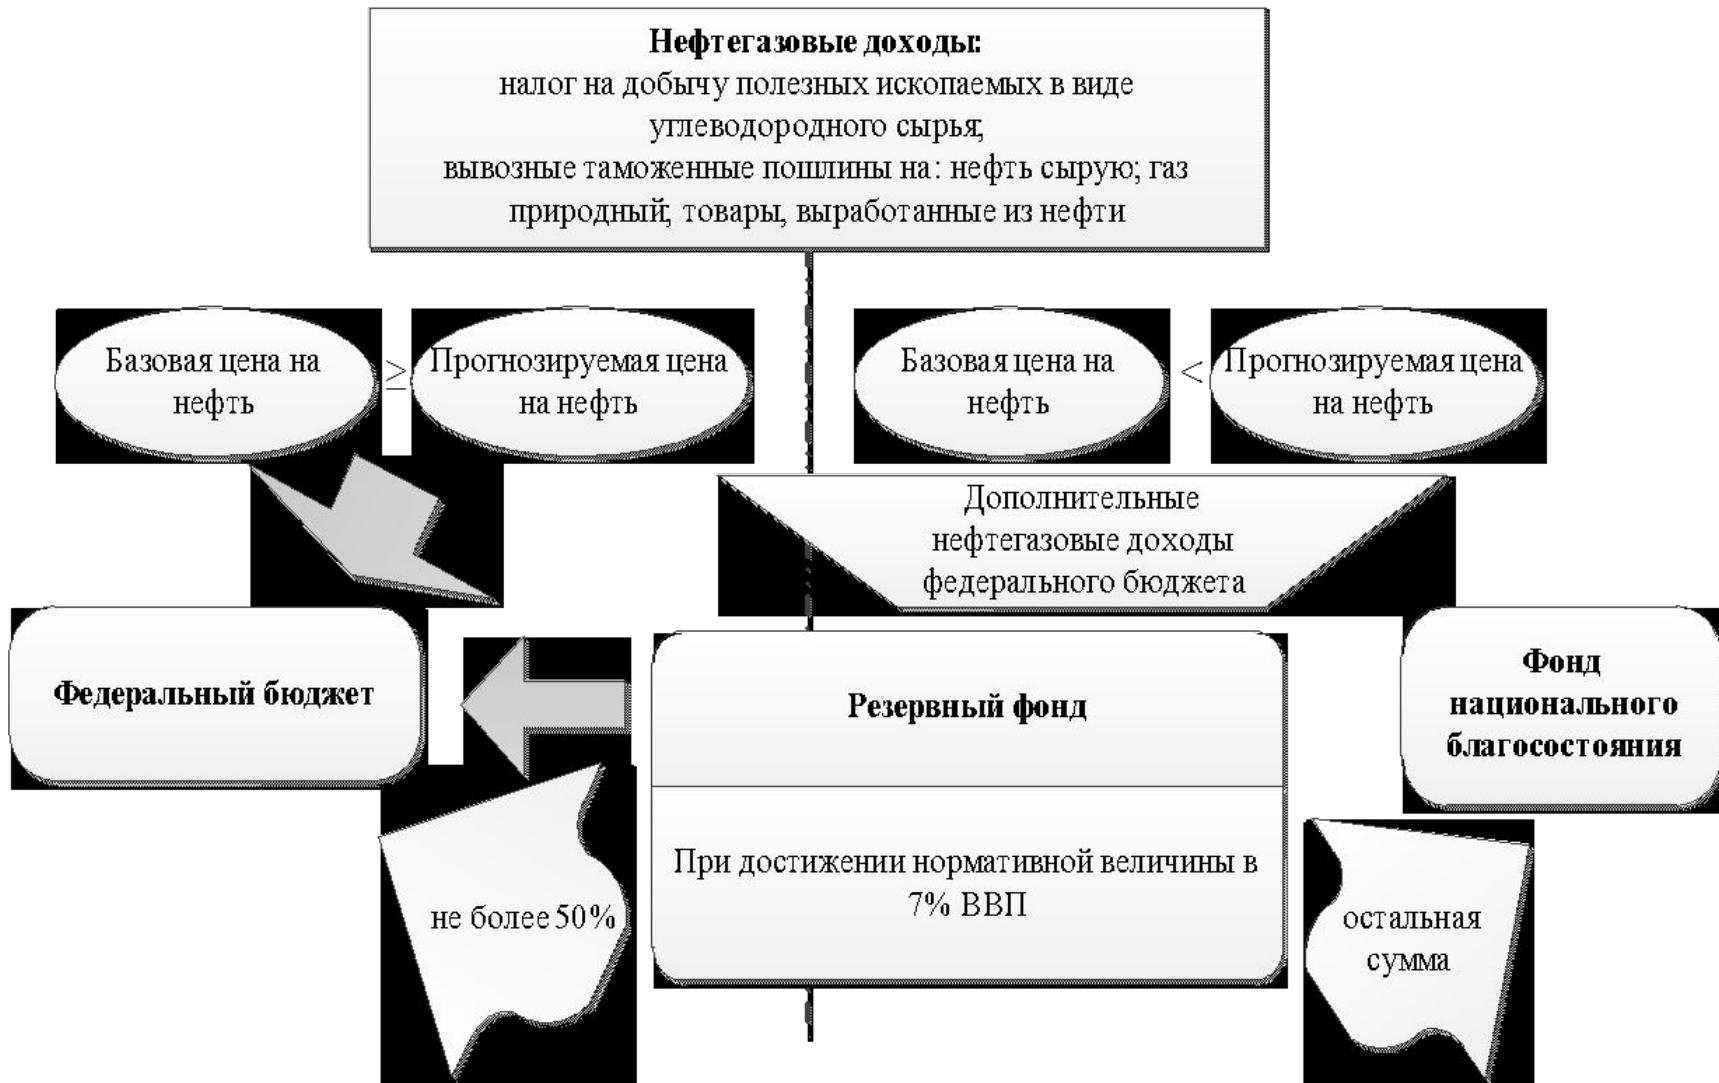 Нефтегазовые доходы:
налог на добычу полезных ископаемых в виде
углеводородного сырья;
вывозные таможенные пошлины на: нефть сырую; газ
природный; товары, выработанные из нефти
Базовая цена на
нефть
≥
Прогнозируемая цена
на нефть
Базовая цена на
нефть
<
Прогнозируемая цена
на нефть
Дополнительные
нефтегазовые доходы
федерального бюджета
Федеральный бюджет
Резервный фонд
Фонд
национального
благосостояния
При достижении нормативной величины в
7% ВВП
не более 50%
остальная
сумма